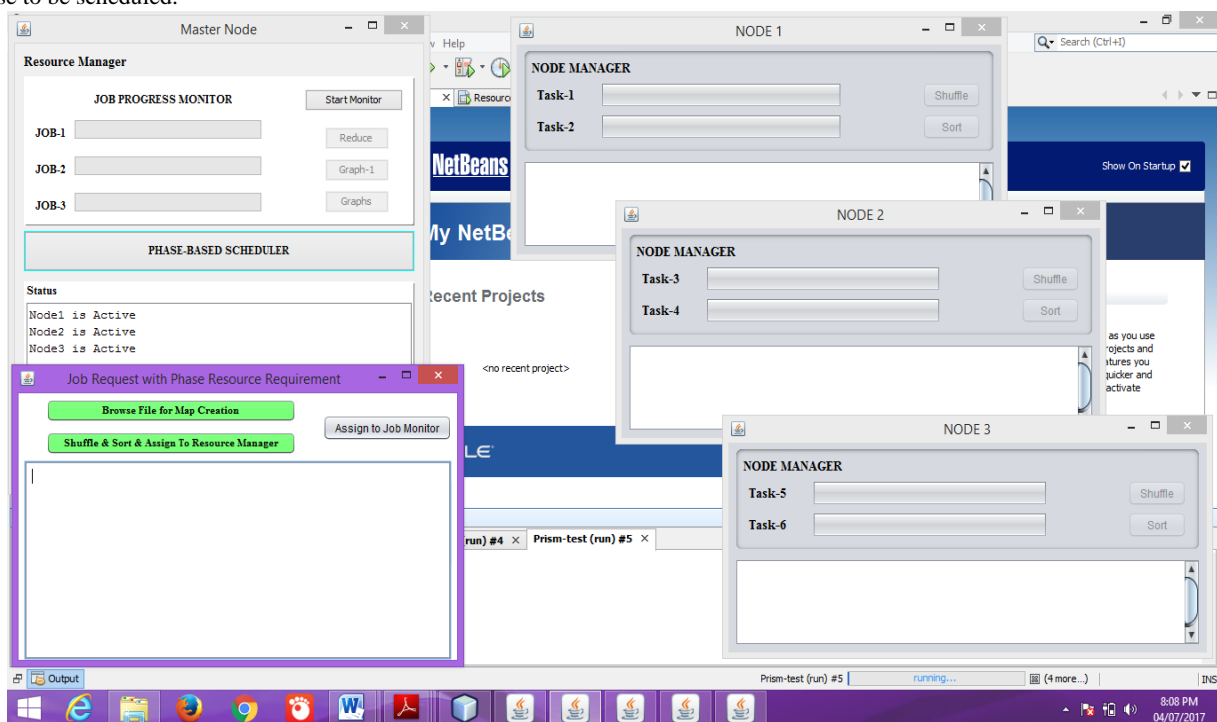 se to be scheduled.
Master Node
Resource Manager
JOB PROGRESS MONITOR
Start Monitor
JOB-1
Reduce
JOB-2
Graph-1
JOB-3
Graphs
PHASE-BASED SCHEDULER
Status
Node1 is Active
Node2 is Active
Node3 is Active
Job Request with Phase Resource Requirement
Browse File for Map Creation
Assign to Job Monitor
Shuffle & Sort & Assign To Resource Manager
Help
Search (Ctrl+I)
Resourc
NetBeans
Show On Startup
My NetBe
Recent Projects
<no recent project>
as you use
rojects and
atures you
quicker and
activate
NODE 1
NODE MANAGER
Task-1
Shuffle
Task-2
Sort
NODE 2
NODE MANAGER
Task-3
Shuffle
Task-4
Sort
NODE 3
NODE MANAGER
Task-5
Shuffle
Task-6
Sort
(run) #4
Prism-test (run) #5
Output
Prism-test (run) #5
running...
(4 more...)
INS
8:08 PM
04/07/2017